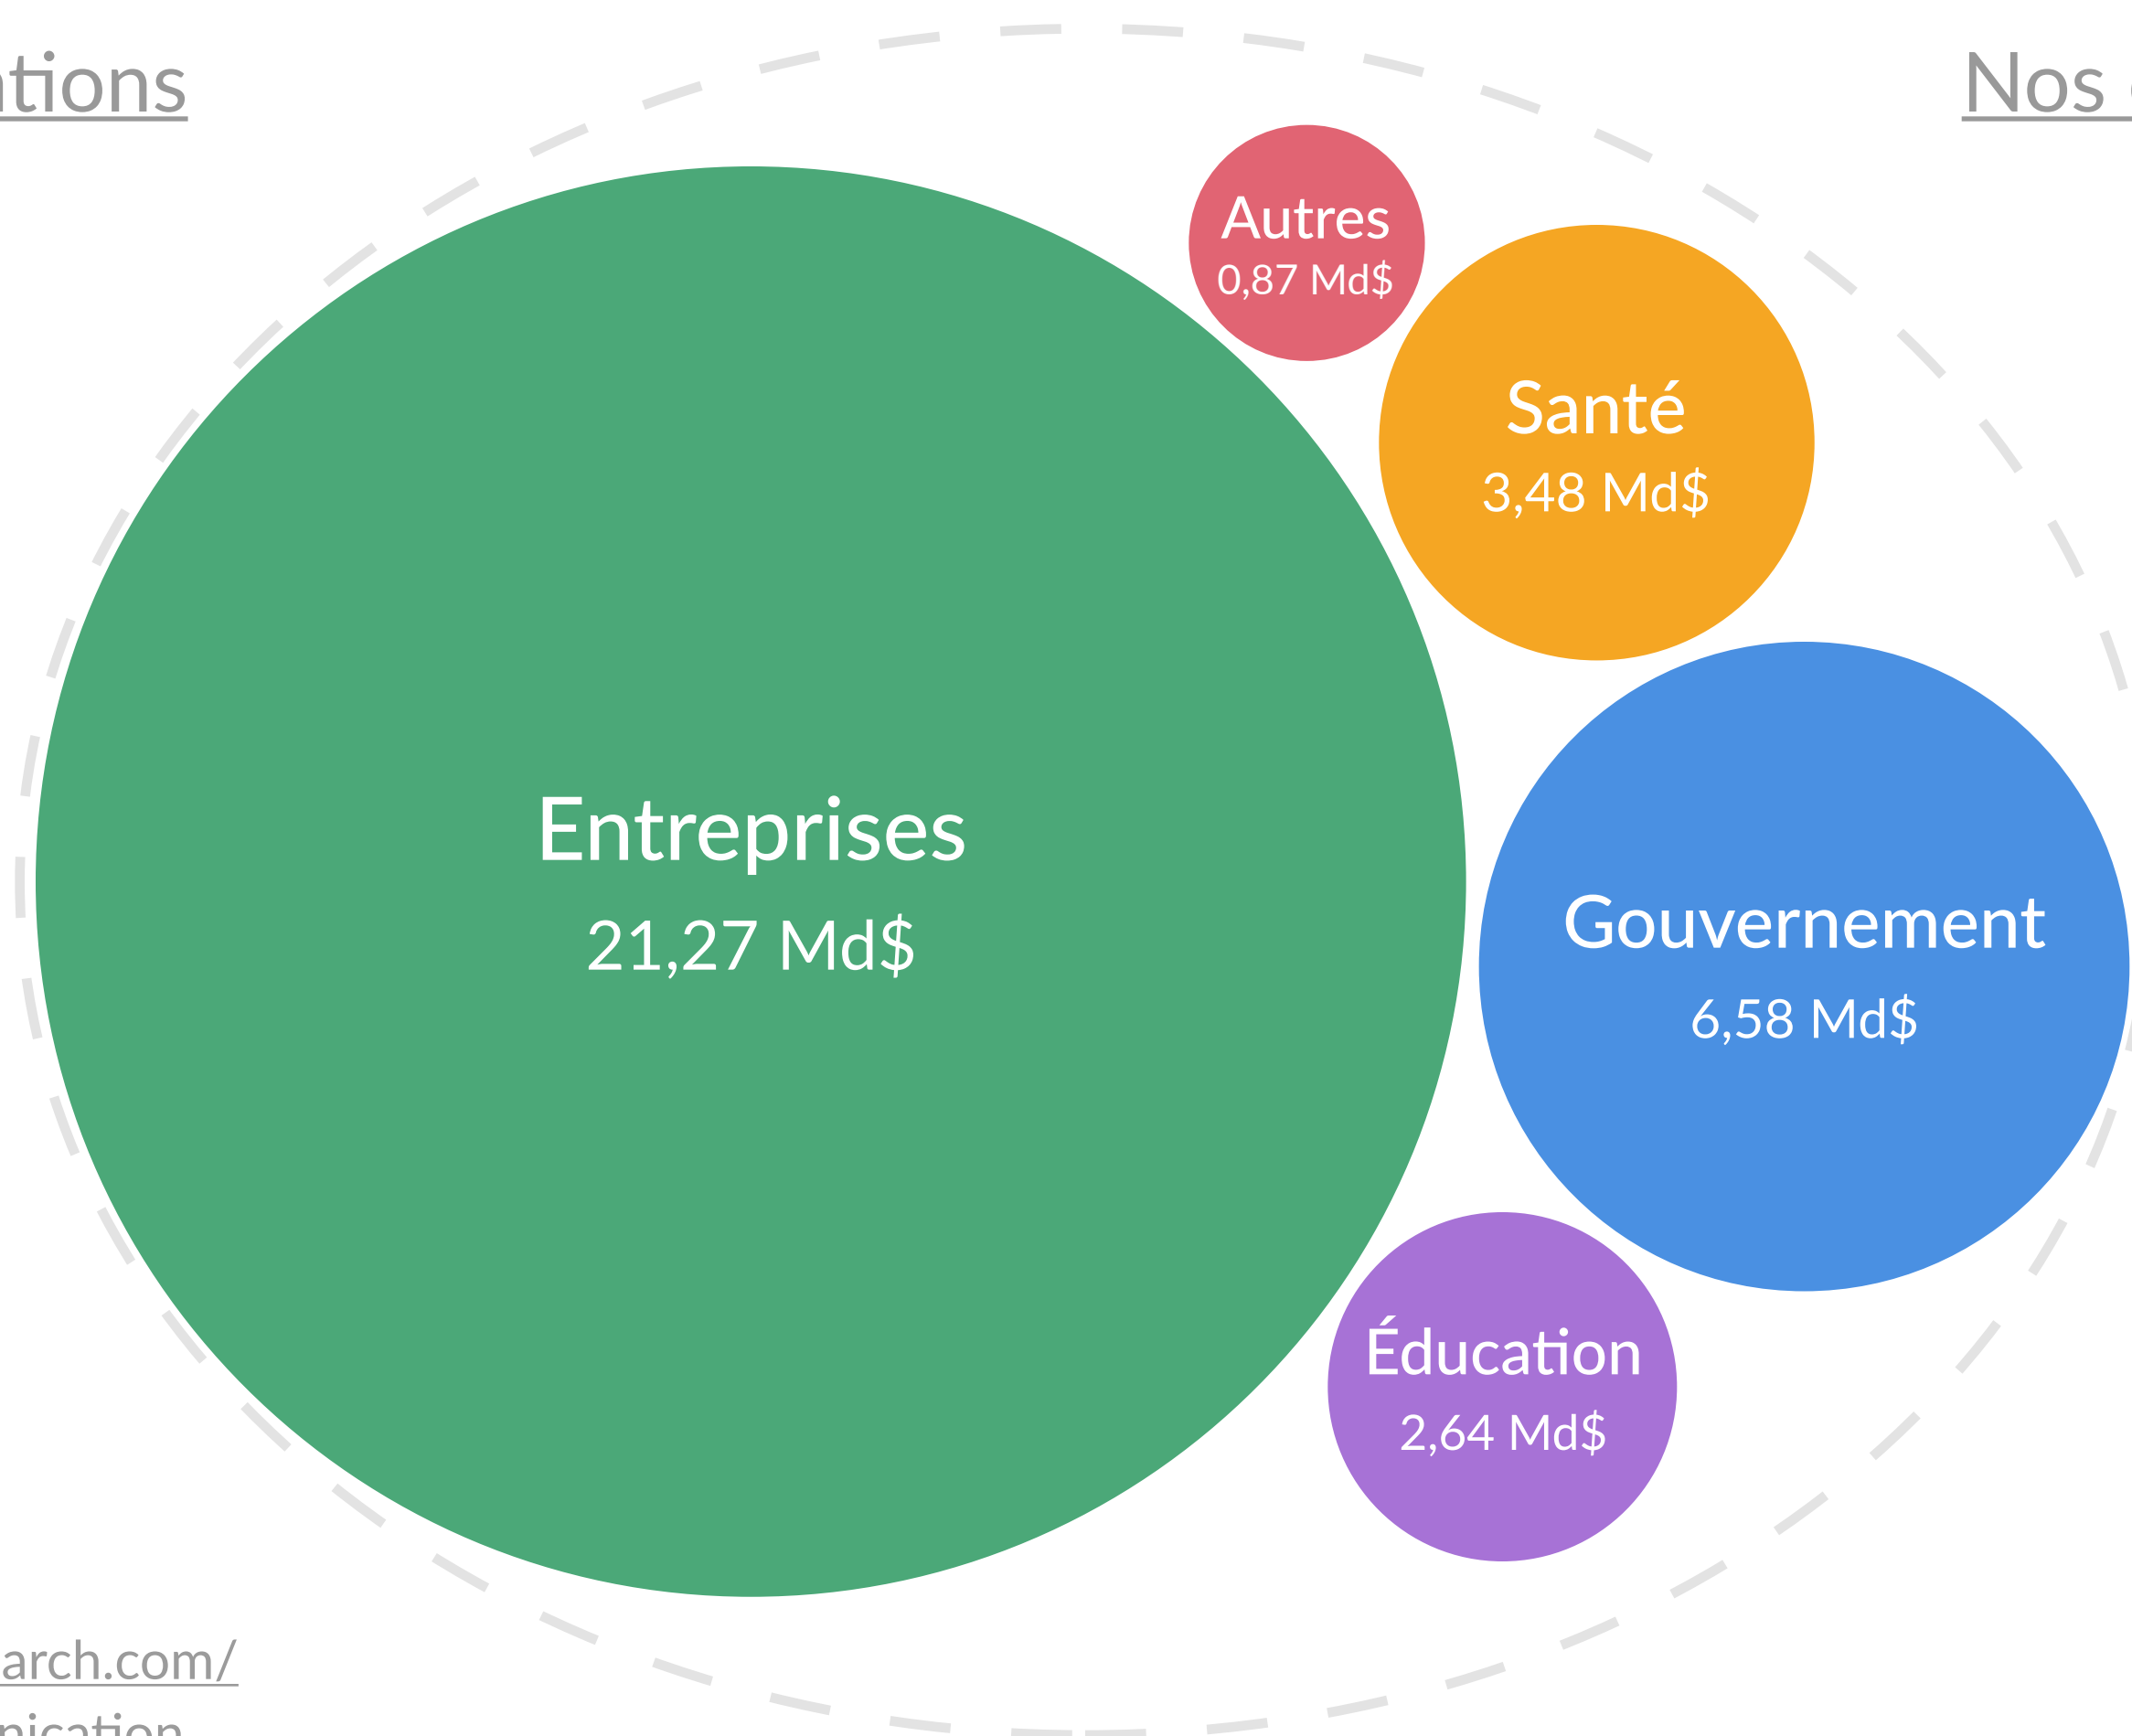 tions
Nos
Autres
0,87 Md$
Santé
3,48 Md$
Entreprises
21,27 Md$
Gouvernement
6,58 Md$
Éducation
2,64 Md$
arch.com/